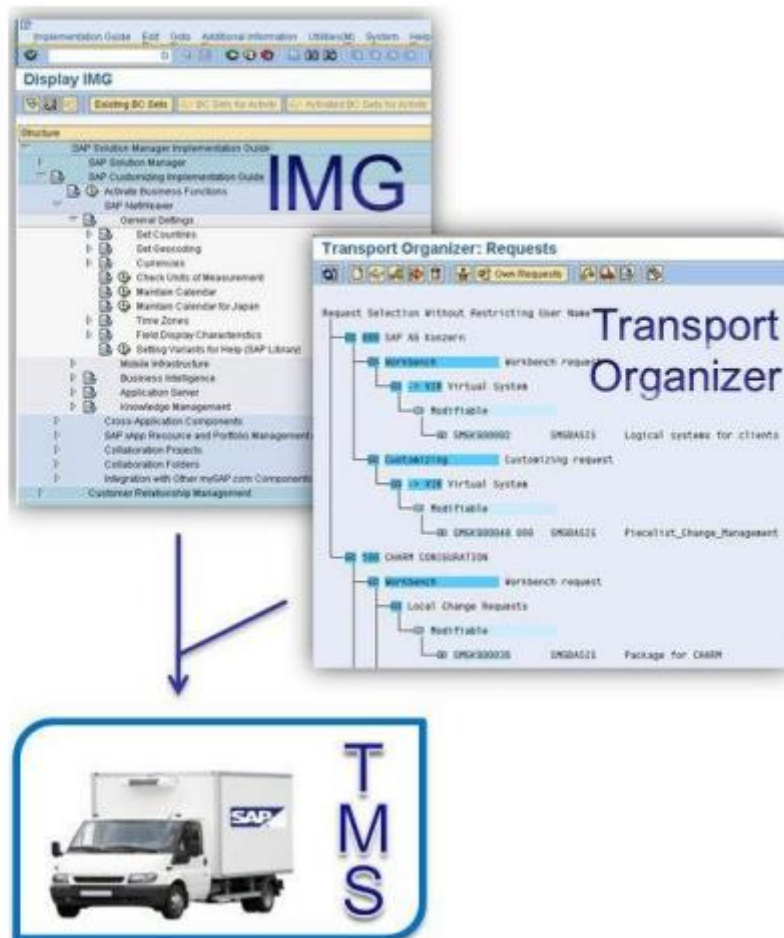 Implementation Guide Edit Goto Additional Information Utilities(M) System Help
Display IMG
Existing BC Sets BC Sets for Activity Activated BC Sets for Activity
Structure
SAP Solution Manager Implementation Guide
SAP Solution Manager
SAP Customizing Implementation Guide
Activate Business Functions
SAP NetWeaver
General Settings
Set Countries
Set Geocoding
Currencies
Check Units of Measurement
Maintain Calendar
Maintain Calendar for Japan
Time Zones
Field Display Characteristics
Setting Variants for Help (SAP Library)
Mobile Infrastructure
Business Intelligence
Application Server
Knowledge Management
Cross-Application Components
SAP xApp Resource and Portfolio Management
Collaboration Projects
Collaboration Folders
Integration with Other mySAP.com Components
Customer Relationship Management
IMG
Transport Organizer: Requests
Own Requests
Request Selection Without Restricting User Name
SAP AG Konzern
Workbench Workbench request
Virtual System
Modifiable
SMGK900002 SMGBASIS Logical systems for clients
Customizing Customizing request
Virtual System
Modifiable
SMGBASIS Piecelist_Change_Management
500 CHARM CONIGURATION
Workbench Workbench request
Local Change Requests
Modifiable
SMGK900036 SMGBASIS Package for CHARM
Transport
Organizer
SAP
T
M
S